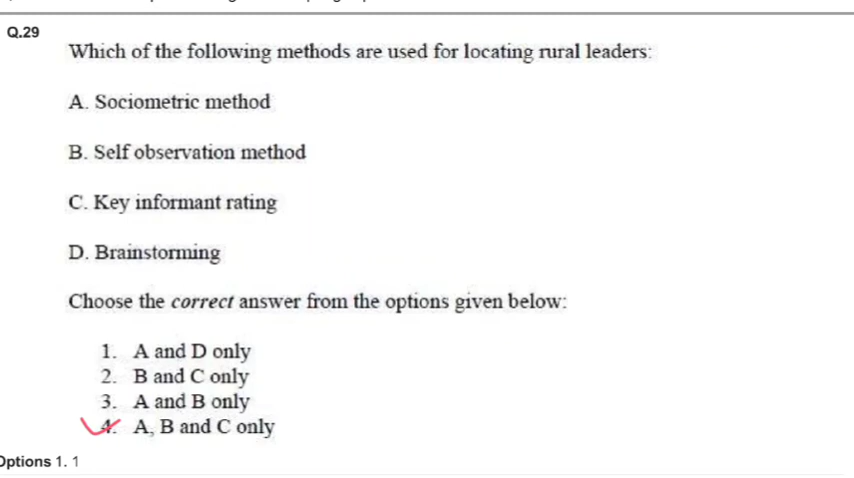 Q.29
Which of the following methods are used for locating rural leaders:
A. Sociometric method
B. Self observation method
C. Key informant rating
D. Brainstorming
Choose the correct answer from the options given below:
1. A and D only
2. B and C only
3. A and B only
4. A, B and C only
Options 1. 1